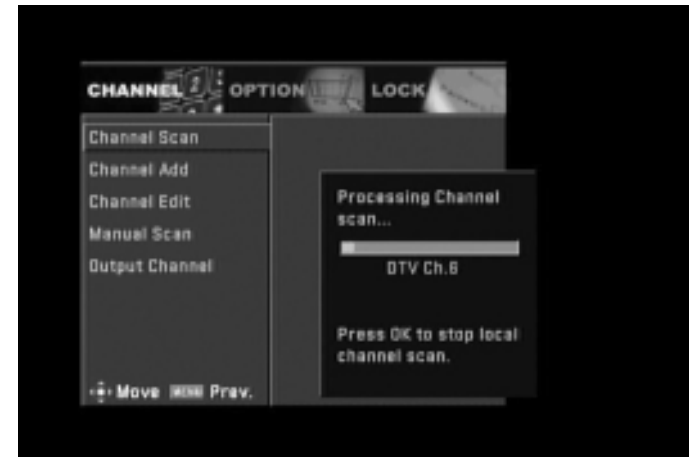 CHANNEL OPTION LOCK
Channel Scan
Channel Add
Channel Edit
Manual Scan
Output Channel
Move MENU Prev.
Processing Channel
scan...
DTV Ch.6
Press OK to stop local
channel scan.